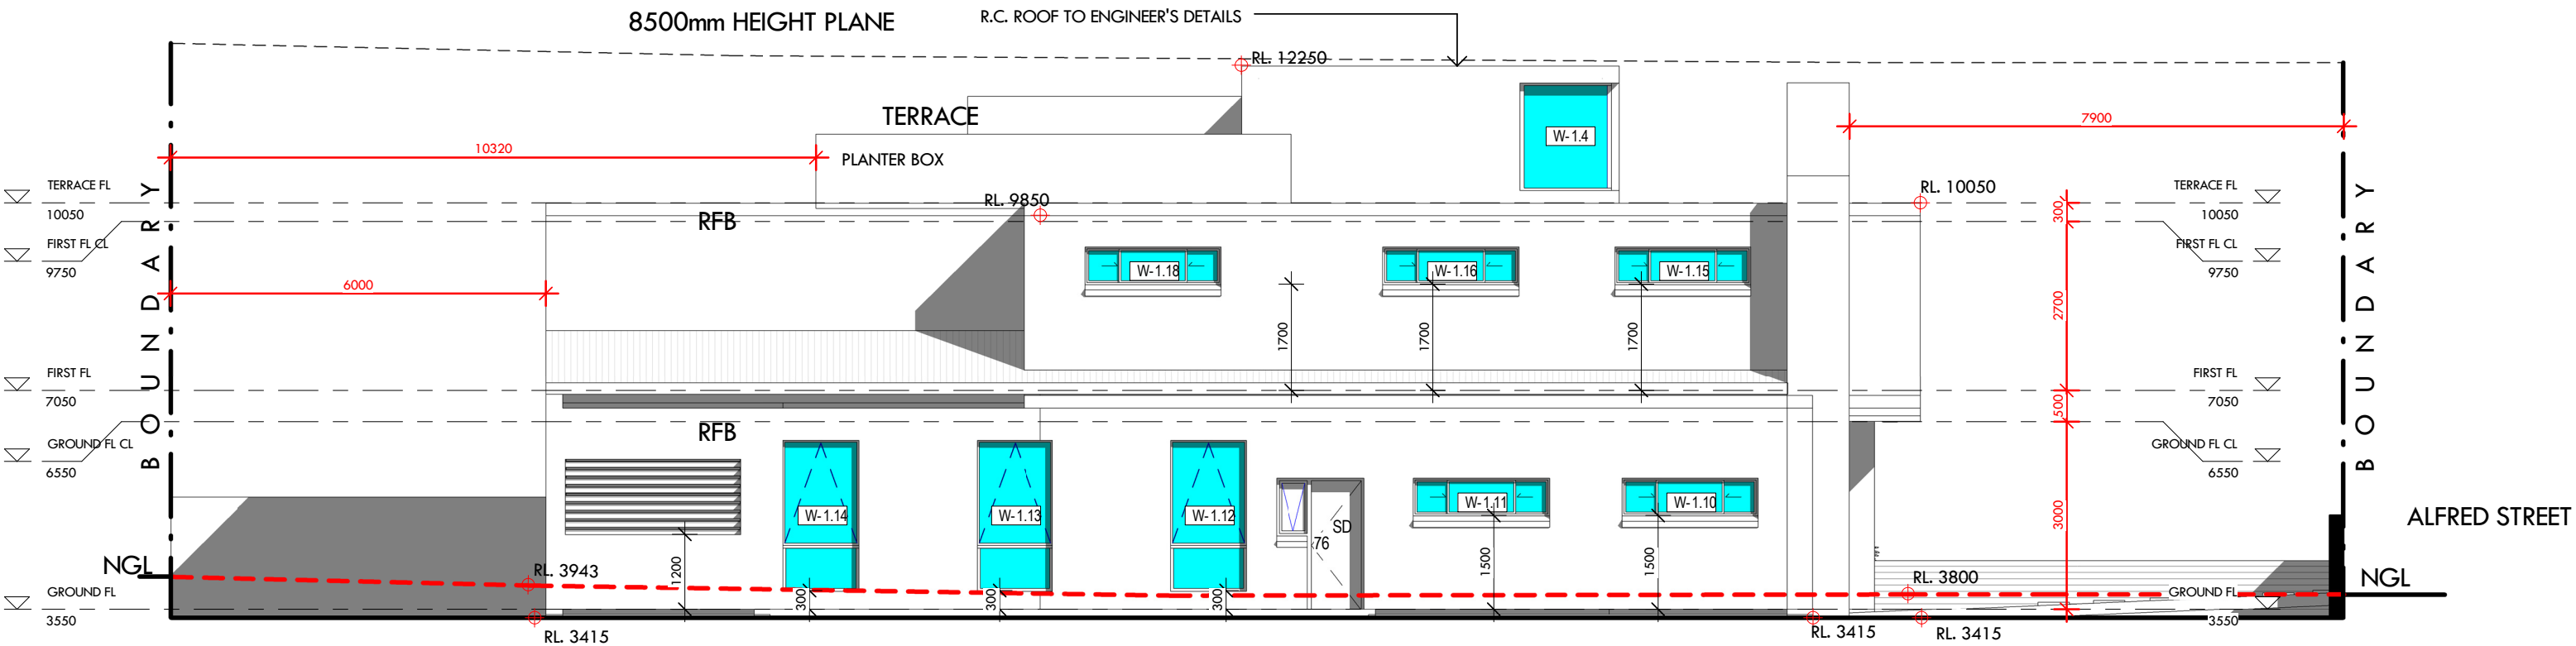 8500mm HEIGHT PLANE
R.C. ROOF TO ENGINEER'S DETAILS
RL. 12250
TERRACE
W-1.4
7900
10320
PLANTER BOX
TERRACE FL
10050
FIRST FL CL
9750
BOUNDARY
RL. 9850
RFB
RL. 10050
TERRACE FL
10050
FIRST FL CL
9750
BOUNDARY
300
6000
W-1.18
W-1.16
W-1.15
2700
1700
1700
1700
FIRST FL
7050
FIRST FL
7050
500
GROUND FL CL
6550
RFB
GROUND FL CL
6550
W-1.14
W-1.13
W-1.12
SD
76
W-1.11
W-1.10
3000
ALFRED STREET
NGL
RL. 3943
1200
300
300
300
1500
1500
RL. 3800
NGL
GROUND FL
3550
GROUND FL
3550
RL. 3415
RL. 3415
RL. 3415